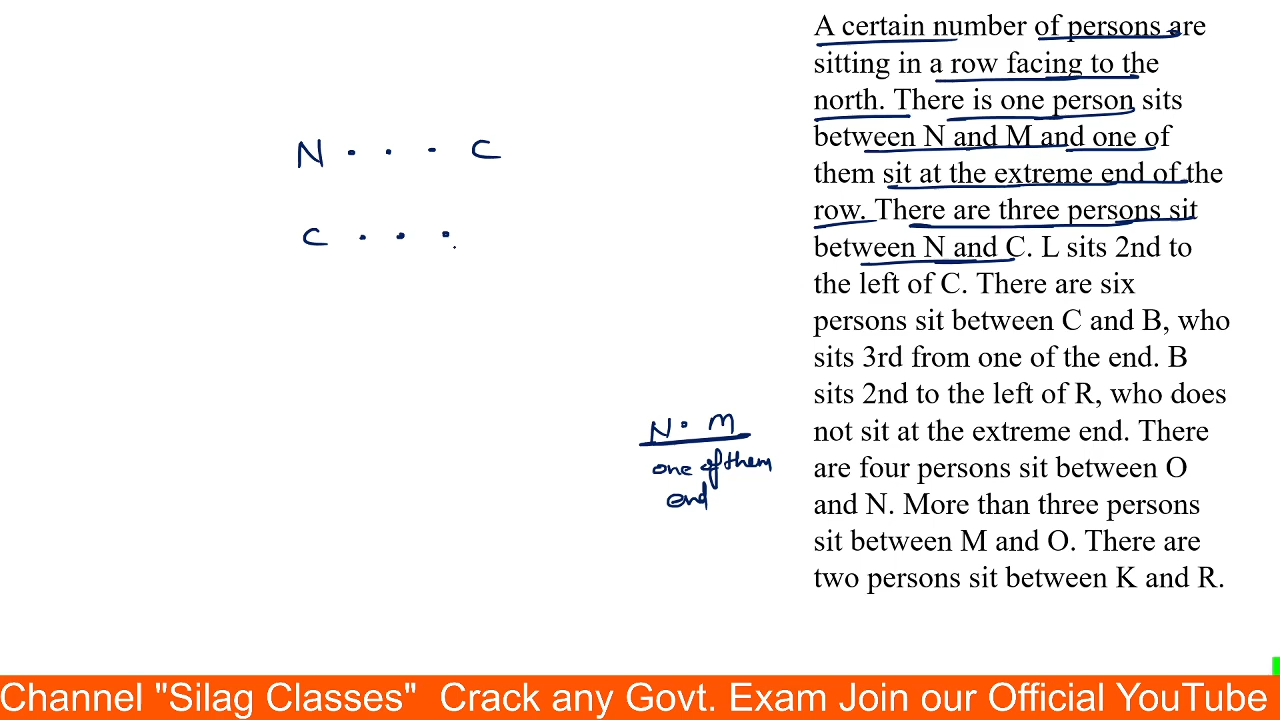 A certain number of persons are
sitting in a row facing to the
north. There is one person sits
between N and M and one of
them sit at the extreme end of the
row. There are three persons sit
between N and C. L sits 2nd to
the left of C. There are six
persons sit between C and B, who
sits 3rd from one of the end. B
sits 2nd to the left of R, who does
not sit at the extreme end. There
are four persons sit between O
and N. More than three persons
sit between M and O. There are
two persons sit between K and R.
N . . . C
C . . .
N . M
one of them
end
Channel "Silag Classes" Crack any Govt. Exam Join our Official YouTube